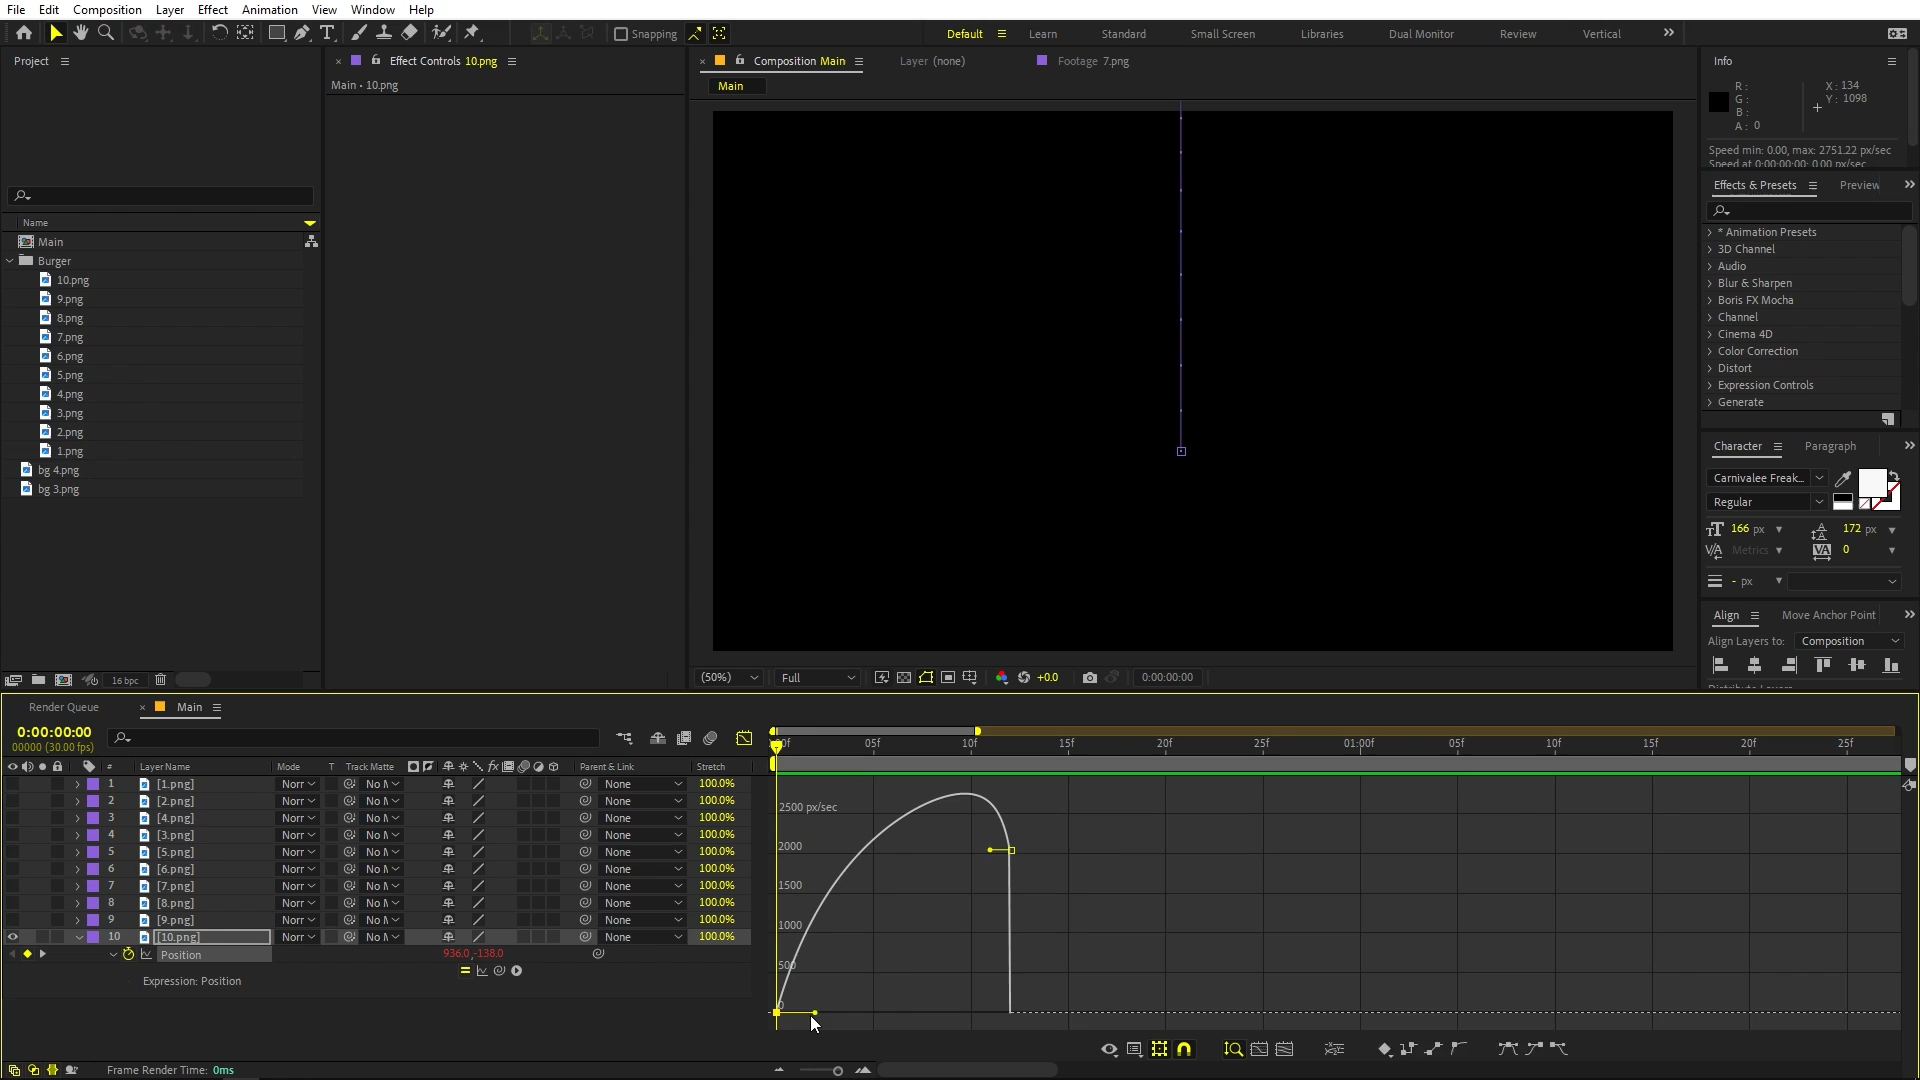 File Edit Composition Layer Effect Animation View Window Help
Snapping
Default Learn Standard Small Screen Libraries Dual Monitor Review Vertical
Project
Effect Controls 10.png
Main • 10.png
Composition Main
Layer (none)
Footage 7.png
Main
Info
R :
G :
B :
A : 0
X : 134
Y : 1098
Speed min: 0.00, max: 2751.22 px/sec
Speed at 0:00:00:00: 0.00 px/sec
Effects & Presets Preview
* Animation Presets
3D Channel
Audio
Blur & Sharpen
Boris FX Mocha
Channel
Cinema 4D
Color Correction
Distort
Expression Controls
Generate
Name
Main
Burger
10.png
9.png
8.png
7.png
6.png
5.png
4.png
3.png
2.png
1.png
bg 4.png
bg 3.png
16 bpc
Character Paragraph
Carnivalee Freak...
Regular
166 px
172 px
Metrics
0
- px
Align Move Anchor Point
Align Layers to: Composition
(50%) Full +0.0 0:00:00:00
Render Queue Main
0:00:00:00
00000 (30.00 fps)
# Layer Name Mode T Track Matte fx Parent & Link Stretch
1 [1.png] Norr No None 100.0%
2 [2.png] Norr No None 100.0%
3 [4.png] Norr No None 100.0%
4 [3.png] Norr No None 100.0%
5 [5.png] Norr No None 100.0%
6 [6.png] Norr No None 100.0%
7 [7.png] Norr No None 100.0%
8 [8.png] Norr No None 100.0%
9 [9.png] Norr No None 100.0%
10 [10.png] Norr No None 100.0%
Position 936.0,-138.0
Expression: Position
05f 10f 15f 20f 25f 01:00f 05f 10f 15f 20f 25f
2500 px/sec
2000
1500
1000
500
0
Frame Render Time: 0ms